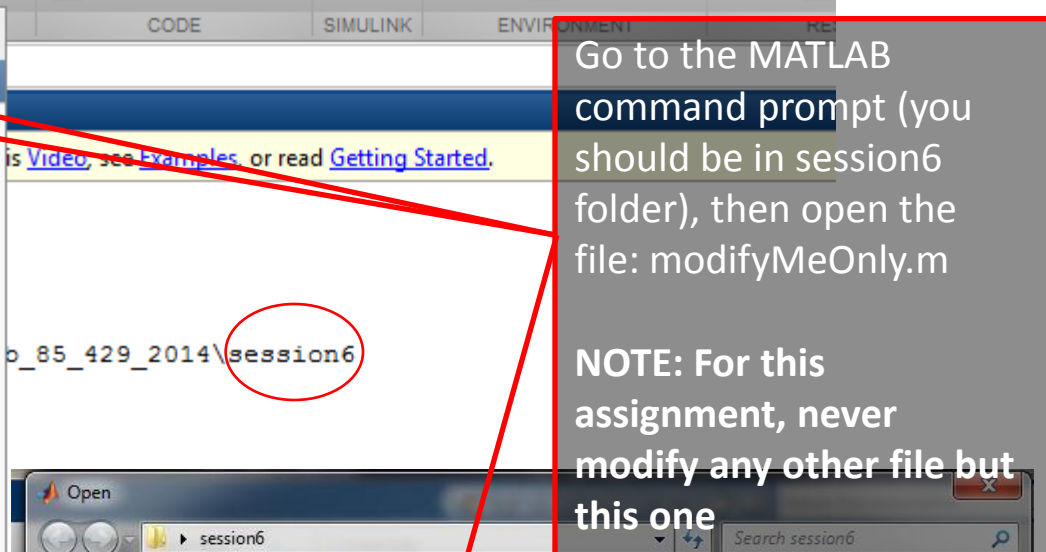 CODE
SIMULINK
ENVIRONMENT
is Video, see Examples, or read Getting Started.
b_85_429_2014\session6
Go to the MATLAB
command prompt (you
should be in session6
folder), then open the
file: modifyMeOnly.m
NOTE: For this
assignment, never
modify any other file but
this one
Open
session6
Search session6